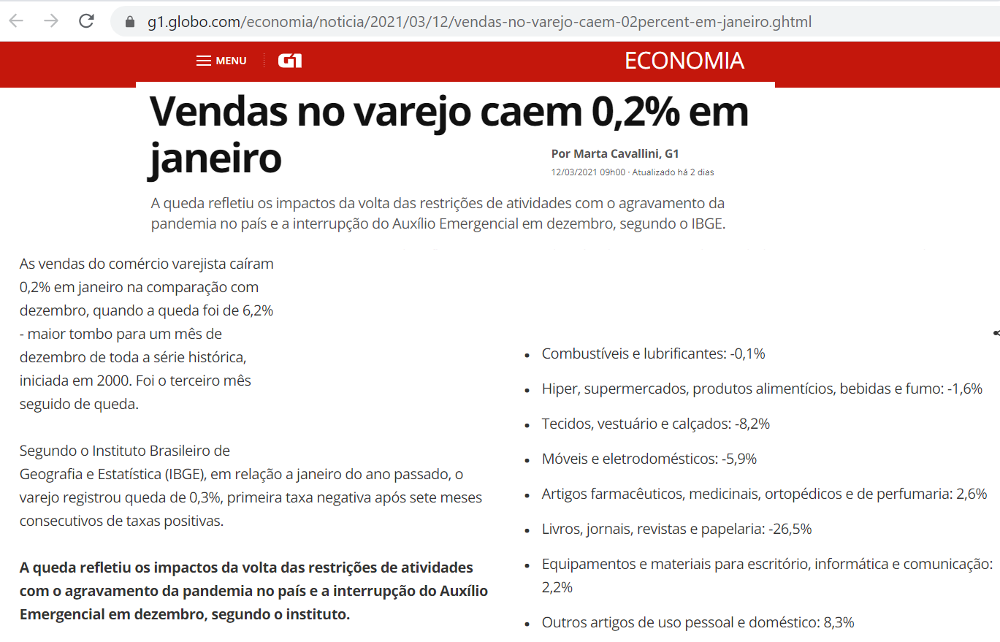 g1.globo.com/economia/noticia/2021/03/12/vendas-no-varejo-caem-02percent-em-janeiro.ghtml
MENU
G1
ECONOMIA
Vendas no varejo caem 0,2% em
janeiro
Por Marta Cavallini, G1
12/03/2021 09h00 · Atualizado há 2 dias
A queda refletiu os impactos da volta das restrições de atividades com o agravamento da
pandemia no país e a interrupção do Auxílio Emergencial em dezembro, segundo o IBGE.
As vendas do comércio varejista caíram
0,2% em janeiro na comparação com
dezembro, quando a queda foi de 6,2%
- maior tombo para um mês de
dezembro de toda a série histórica,
iniciada em 2000. Foi o terceiro mês
seguido de queda.
Segundo o Instituto Brasileiro de
Geografia e Estatística (IBGE), em relação a janeiro do ano passado, o
varejo registrou queda de 0,3%, primeira taxa negativa após sete meses
consecutivos de taxas positivas.
A queda refletiu os impactos da volta das restrições de atividades
com o agravamento da pandemia no país e a interrupção do Auxílio
Emergencial em dezembro, segundo o instituto.
• Combustíveis e lubrificantes: -0,1%
• Hiper, supermercados, produtos alimentícios, bebidas e fumo: -1,6%
• Tecidos, vestuário e calçados: -8,2%
• Móveis e eletrodomésticos: -5,9%
• Artigos farmacêuticos, medicinais, ortopédicos e de perfumaria: 2,6%
• Livros, jornais, revistas e papelaria: -26,5%
• Equipamentos e materiais para escritório, informática e comunicação:
2,2%
• Outros artigos de uso pessoal e doméstico: 8,3%